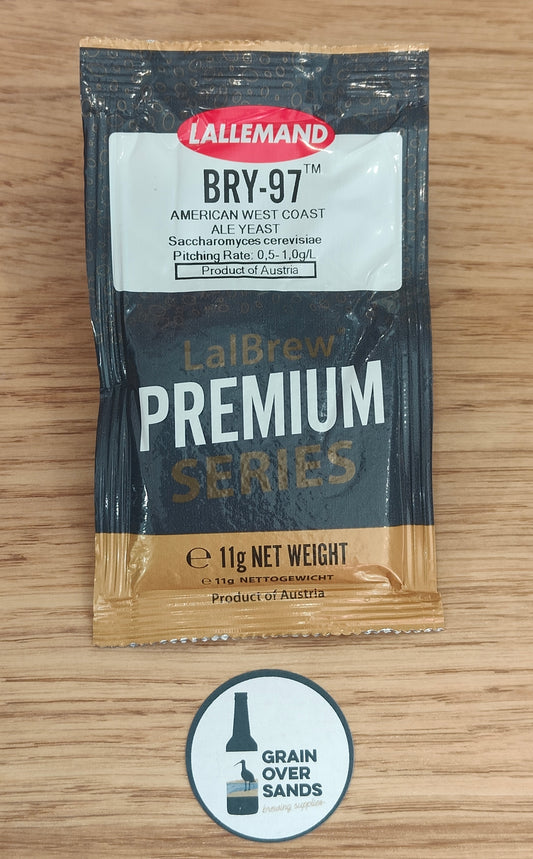 LALLEMAND
BRY-97™
AMERICAN WEST COAST
ALE YEAST
Saccharomyces cerevisiae
Pitching Rate: 0,5-1,0g/L
Product of Austria
LalBrew®
PREMIUM
SERIES
℮ 11g NET WEIGHT
℮ 11g NETTOGEWICHT
Product of Austria
GRAIN
OVER
SANDS
brewing supplies